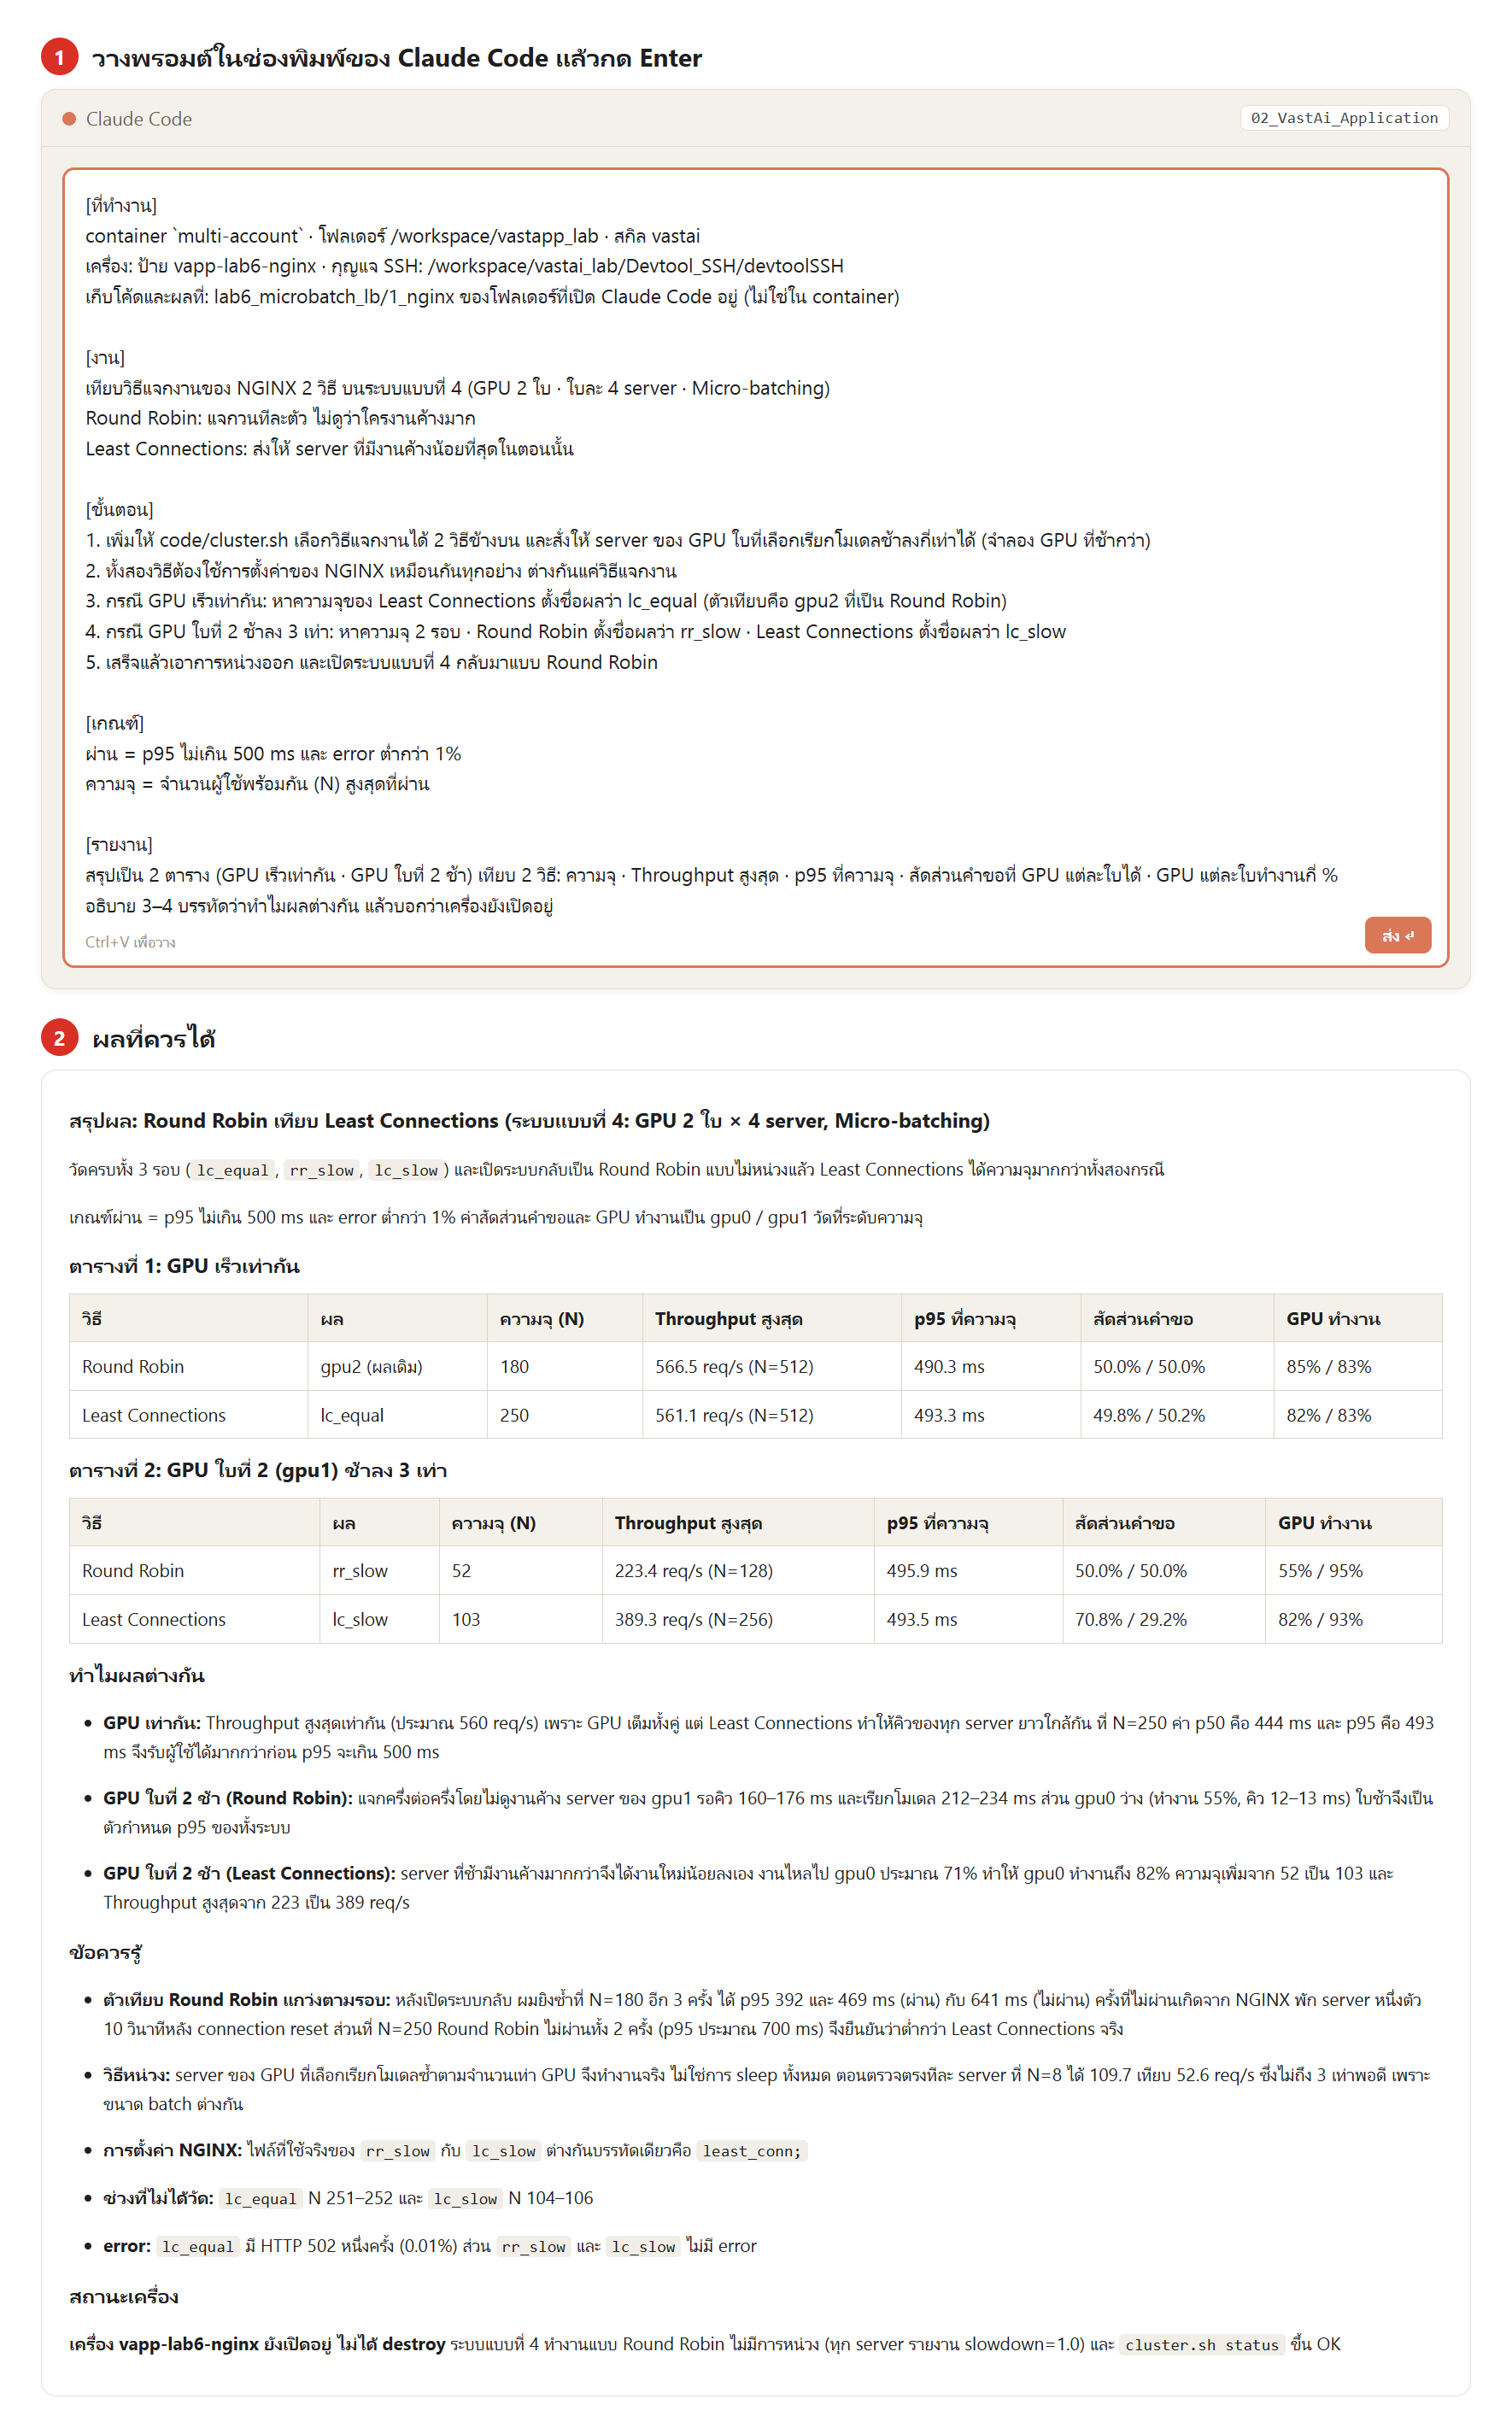 1 วางพรอมต์ในช่องพิมพ์ของ Claude Code แล้วกด Enter
Claude Code 02_VastAi_Application
[ที่ทำงาน]
container `multi-account` · โฟลเดอร์ /workspace/vastapp_lab · สกิล vastai
เครื่อง: ป้าย vapp-lab6-nginx · กุญแจ SSH: /workspace/vastai_lab/Devtool_SSH/devtoolSSH
เก็บโค้ดและผลที่: lab6_microbatch_lb/1_nginx ของโฟลเดอร์ที่เปิด Claude Code อยู่ (ไม่ใช่ใน container)
[งาน]
เทียบวิธีแจกงานของ NGINX 2 วิธี บนระบบแบบที่ 4 (GPU 2 ใบ · ใบละ 4 server · Micro-batching)
Round Robin: แจกวนทีละตัว ไม่ดูว่าใครงานค้างมาก
Least Connections: ส่งให้ server ที่มีงานค้างน้อยที่สุดในตอนนั้น
[ขั้นตอน]
1. เพิ่มให้ code/cluster.sh เลือกวิธีแจกงานได้ 2 วิธีข้างบน และสั่งให้ server ของ GPU ใบที่เลือกเรียกโมเดลช้าลงกี่เท่าได้ (จำลอง GPU ที่ช้ากว่า)
2. ทั้งสองวิธีต้องใช้การตั้งค่าของ NGINX เหมือนกันทุกอย่าง ต่างกันแค่วิธีแจกงาน
3. กรณี GPU เร็วเท่ากัน: หาความจุของ Least Connections ตั้งชื่อผลว่า lc_equal (ตัวเทียบคือ gpu2 ที่เป็น Round Robin)
4. กรณี GPU ใบที่ 2 ช้าลง 3 เท่า: หาความจุ 2 รอบ · Round Robin ตั้งชื่อผลว่า rr_slow · Least Connections ตั้งชื่อผลว่า lc_slow
5. เสร็จแล้วเอาการหน่วงออก และเปิดระบบแบบที่ 4 กลับมาแบบ Round Robin
[เกณฑ์]
ผ่าน = p95 ไม่เกิน 500 ms และ error ต่ำกว่า 1%
ความจุ = จำนวนผู้ใช้พร้อมกัน (N) สูงสุดที่ผ่าน
[รายงาน]
สรุปเป็น 2 ตาราง (GPU เร็วเท่ากัน · GPU ใบที่ 2 ช้า) เทียบ 2 วิธี: ความจุ · Throughput สูงสุด · p95 ที่ความจุ · สัดส่วนคำขอที่ GPU แต่ละใบได้ · GPU แต่ละใบทำงานกี่ %
อธิบาย 3–4 บรรทัดว่าทำไมผลต่างกัน แล้วบอกว่าเครื่องยังเปิดอยู่
Ctrl+V เพื่อวาง ส่ง ↵
2 ผลที่ควรได้
สรุปผล: Round Robin เทียบ Least Connections (ระบบแบบที่ 4: GPU 2 ใบ × 4 server, Micro-batching)
วัดครบทั้ง 3 รอบ ( lc_equal , rr_slow , lc_slow ) และเปิดระบบกลับเป็น Round Robin แบบไม่หน่วงแล้ว Least Connections ได้ความจุมากกว่าทั้งสองกรณี
เกณฑ์ผ่าน = p95 ไม่เกิน 500 ms และ error ต่ำกว่า 1% ค่าสัดส่วนคำขอและ GPU ทำงานเป็น gpu0 / gpu1 วัดที่ระดับความจุ
ตารางที่ 1: GPU เร็วเท่ากัน
วิธี ผล ความจุ (N) Throughput สูงสุด p95 ที่ความจุ สัดส่วนคำขอ GPU ทำงาน
Round Robin gpu2 (ผลเดิม) 180 566.5 req/s (N=512) 490.3 ms 50.0% / 50.0% 85% / 83%
Least Connections lc_equal 250 561.1 req/s (N=512) 493.3 ms 49.8% / 50.2% 82% / 83%
ตารางที่ 2: GPU ใบที่ 2 (gpu1) ช้าลง 3 เท่า
วิธี ผล ความจุ (N) Throughput สูงสุด p95 ที่ความจุ สัดส่วนคำขอ GPU ทำงาน
Round Robin rr_slow 52 223.4 req/s (N=128) 495.9 ms 50.0% / 50.0% 55% / 95%
Least Connections lc_slow 103 389.3 req/s (N=256) 493.5 ms 70.8% / 29.2% 82% / 93%
ทำไมผลต่างกัน
• GPU เท่ากัน: Throughput สูงสุดเท่ากัน (ประมาณ 560 req/s) เพราะ GPU เต็มทั้งคู่ แต่ Least Connections ทำให้คิวของทุก server ยาวใกล้กัน ที่ N=250 ค่า p50 คือ 444 ms และ p95 คือ 493
ms จึงรับผู้ใช้ได้มากกว่าก่อน p95 จะเกิน 500 ms
• GPU ใบที่ 2 ช้า (Round Robin): แจกครึ่งต่อครึ่งโดยไม่ดูงานค้าง server ของ gpu1 รอคิว 160–176 ms และเรียกโมเดล 212–234 ms ส่วน gpu0 ว่าง (ทำงาน 55%, คิว 12–13 ms) ใบช้าจึงเป็น
ตัวกำหนด p95 ของทั้งระบบ
• GPU ใบที่ 2 ช้า (Least Connections): server ที่ช้ามีงานค้างมากกว่าจึงได้งานใหม่น้อยลงเอง งานไหลไป gpu0 ประมาณ 71% ทำให้ gpu0 ทำงานถึง 82% ความจุเพิ่มจาก 52 เป็น 103 และ
Throughput สูงสุดจาก 223 เป็น 389 req/s
ข้อควรรู้
• ตัวเทียบ Round Robin แกว่งตามรอบ: หลังเปิดระบบกลับ ผมยิงซ้ำที่ N=180 อีก 3 ครั้ง ได้ p95 392 และ 469 ms (ผ่าน) กับ 641 ms (ไม่ผ่าน) ครั้งที่ไม่ผ่านเกิดจาก NGINX พัก server หนึ่งตัว
10 วินาทีหลัง connection reset ส่วนที่ N=250 Round Robin ไม่ผ่านทั้ง 2 ครั้ง (p95 ประมาณ 700 ms) จึงยืนยันว่าต่ำกว่า Least Connections จริง
• วิธีหน่วง: server ของ GPU ที่เลือกเรียกโมเดลซ้ำตามจำนวนเท่า GPU จึงทำงานจริง ไม่ใช่การ sleep ทั้งหมด ตอนตรวจตรงทีละ server ที่ N=8 ได้ 109.7 เทียบ 52.6 req/s ซึ่งไม่ถึง 3 เท่าพอดี เพราะ
ขนาด batch ต่างกัน
• การตั้งค่า NGINX: ไฟล์ที่ใช้จริงของ rr_slow กับ lc_slow ต่างกันบรรทัดเดียวคือ least_conn;
• ช่วงที่ไม่ได้วัด: lc_equal N 251–252 และ lc_slow N 104–106
• error: lc_equal มี HTTP 502 หนึ่งครั้ง (0.01%) ส่วน rr_slow และ lc_slow ไม่มี error
สถานะเครื่อง
เครื่อง vapp-lab6-nginx ยังเปิดอยู่ ไม่ได้ destroy ระบบแบบที่ 4 ทำงานแบบ Round Robin ไม่มีการหน่วง (ทุก server รายงาน slowdown=1.0) และ cluster.sh status ขึ้น OK